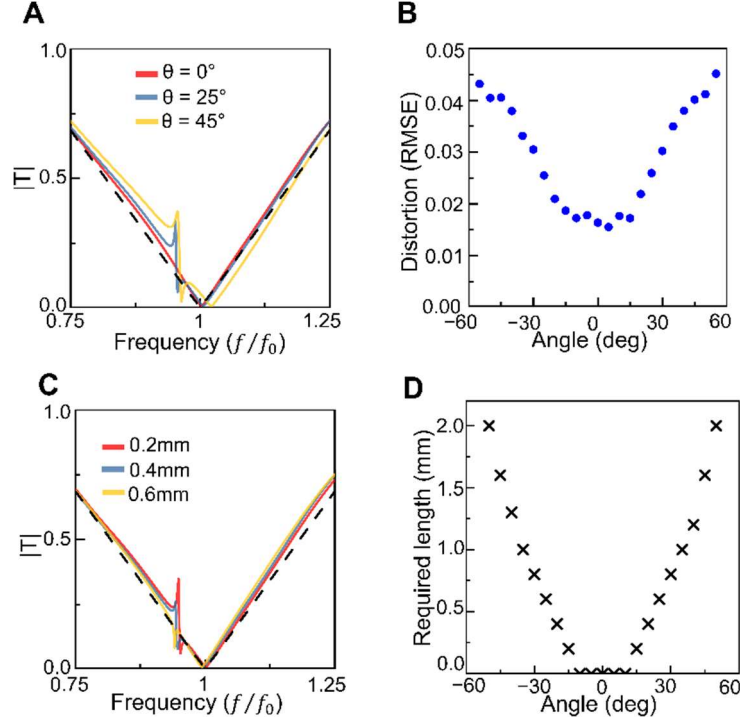 A
1.0
0.5
0.0
|T|
θ = 0°
θ = 25°
θ = 45°
0.75
1
1.25
Frequency (f/f₀)
B
0.05
0.04
0.03
0.02
0.01
0.00
Distortion (RMSE)
−60
−30
0
30
60
Angle (deg)
C
1.0
0.5
0.0
|T|
0.2mm
0.4mm
0.6mm
0.75
1
1.25
Frequency (f/f₀)
D
2.0
1.5
1.0
0.5
0.0
Required length (mm)
−60
−30
0
30
60
Angle (deg)